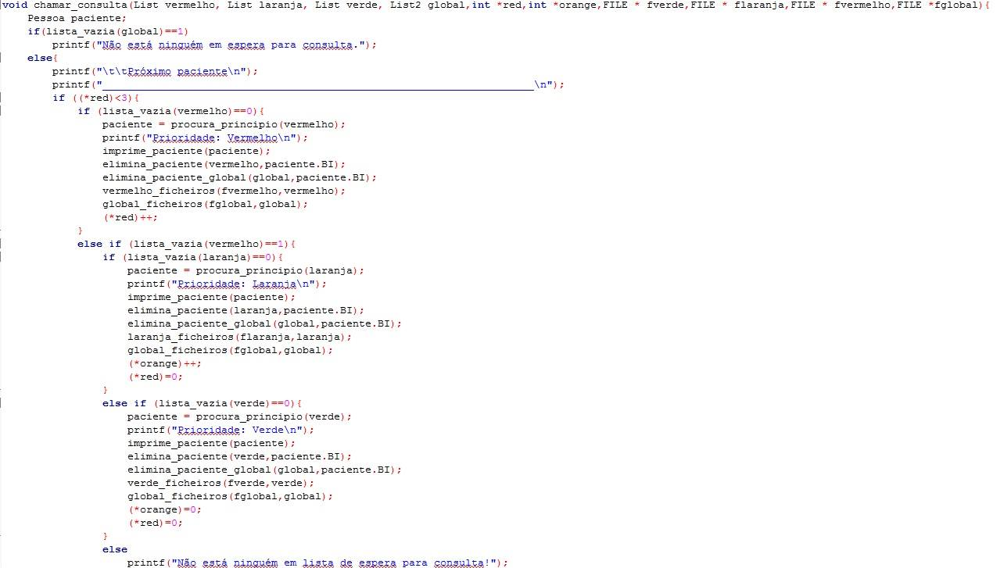 void chamar_consulta(List vermelho, List laranja, List verde, List2 global,int *red,int *orange,FILE * fverde,FILE * flaranja,FILE * fvermelho,FILE *fglobal){
    Pessoa paciente;
    if(lista_vazia(global)==1)
        printf("Não está ninguém em espera para consulta.");
    else{
        printf("\t\tPróximo paciente\n");
        printf("_____________________________________________________________________\n");
        if ((*red)<3){
            if (lista_vazia(vermelho)==0){
                paciente = procura_principio(vermelho);
                printf("Prioridade: Vermelho\n");
                imprime_paciente(paciente);
                elimina_paciente(vermelho,paciente.BI);
                elimina_paciente_global(global,paciente.BI);
                vermelho_ficheiros(fvermelho,vermelho);
                global_ficheiros(fglobal,global);
                (*red)++;
            }
            else if (lista_vazia(vermelho)==1){
                if (lista_vazia(laranja)==0){
                    paciente = procura_principio(laranja);
                    printf("Prioridade: Laranja\n");
                    imprime_paciente(paciente);
                    elimina_paciente(laranja,paciente.BI);
                    elimina_paciente_global(global,paciente.BI);
                    laranja_ficheiros(flaranja,laranja);
                    global_ficheiros(fglobal,global);
                    (*orange)++;
                    (*red)=0;
                }
                else if (lista_vazia(verde)==0){
                    paciente = procura_principio(verde);
                    printf("Prioridade: Verde\n");
                    imprime_paciente(paciente);
                    elimina_paciente(verde,paciente.BI);
                    elimina_paciente_global(global,paciente.BI);
                    verde_ficheiros(fverde,verde);
                    global_ficheiros(fglobal,global);
                    (*orange)=0;
                    (*red)=0;
                }
                else
                    printf("Não está ninguém em lista de espera para consulta!");